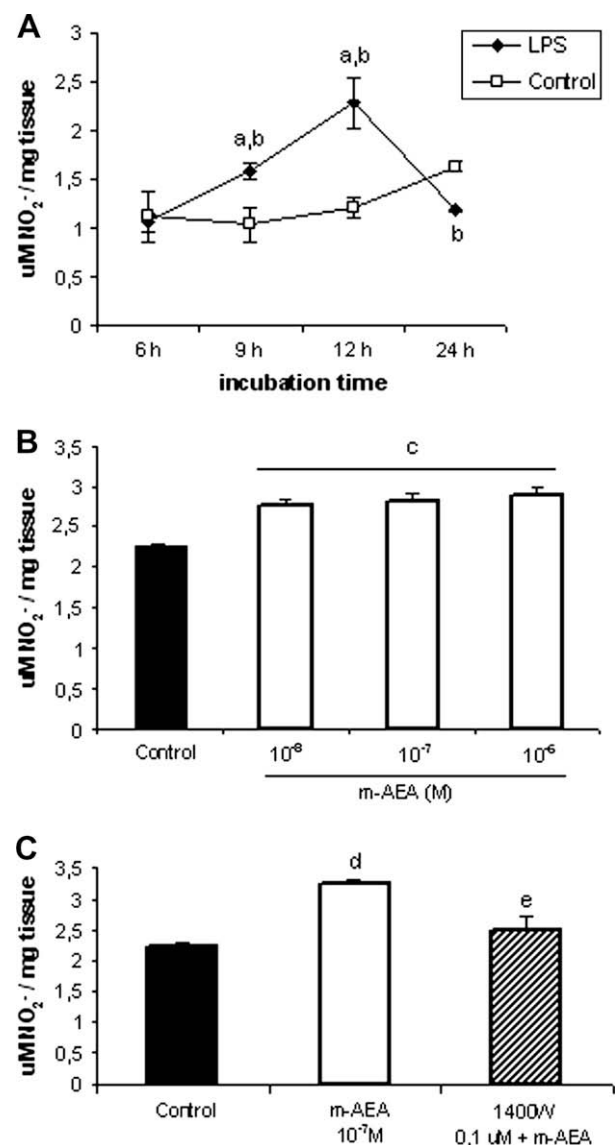 A
uM NO2- / mg tissue
3
2,5
2
1,5
1
0,5
0
a,b
a,b
b
LPS
Control
6 h 9 h 12 h 24 h
incubation time
B
uM NO2- / mg tissue
3,5
3
2,5
2
1,5
1
0,5
0
c
Control 10-8 10-7 10-6
m-AEA (M)
C
uM NO2- / mg tissue
3,5
3
2,5
2
1,5
1
0,5
0
d
e
Control m-AEA 1400W
10-7M 0,1 uM + m-AEA